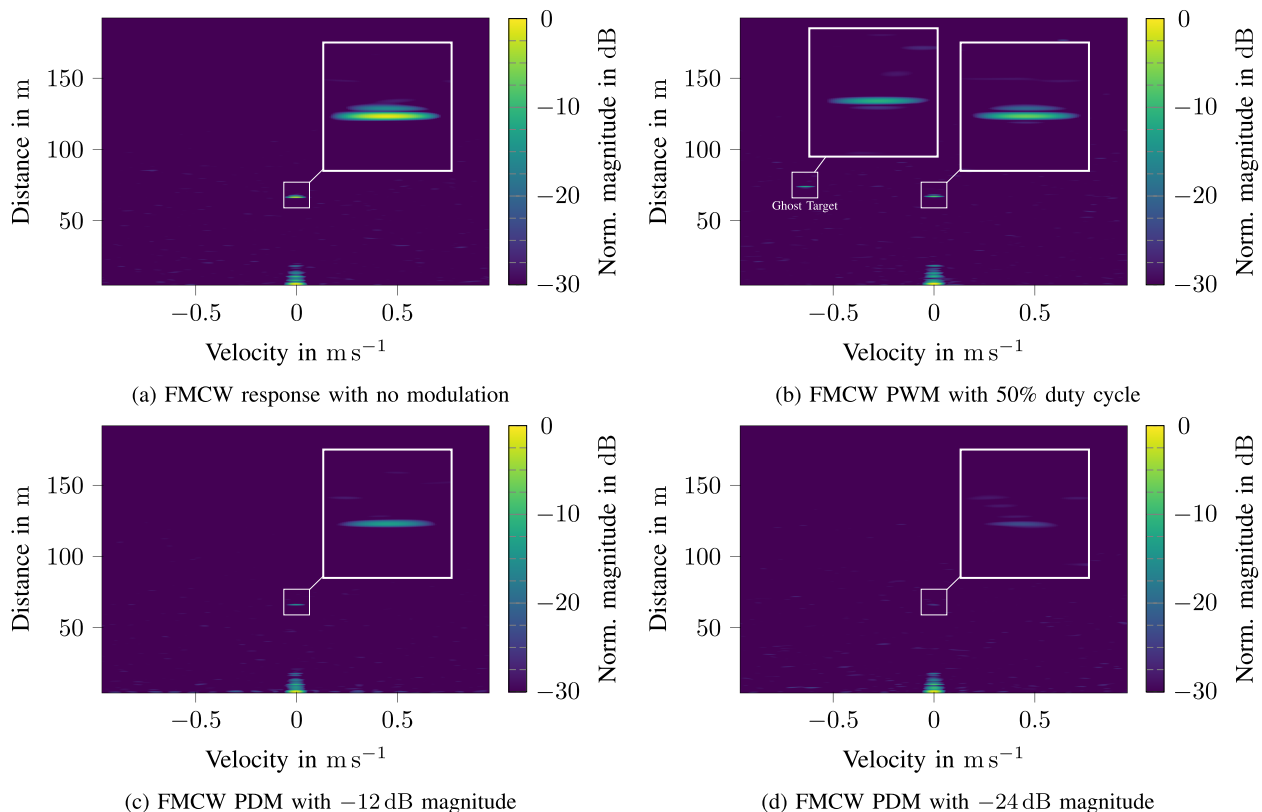 Distance in m
150
100
50
−0.5
0
0.5
Velocity in m s−1
0
−10
−20
−30
Norm. magnitude in dB
(a) FMCW response with no modulation
Distance in m
150
100
50
Ghost Target
−0.5
0
0.5
Velocity in m s−1
0
−10
−20
−30
Norm. magnitude in dB
(b) FMCW PWM with 50% duty cycle
Distance in m
150
100
50
−0.5
0
0.5
Velocity in m s−1
0
−10
−20
−30
Norm. magnitude in dB
(c) FMCW PDM with −12 dB magnitude
Distance in m
150
100
50
−0.5
0
0.5
Velocity in m s−1
0
−10
−20
−30
Norm. magnitude in dB
(d) FMCW PDM with −24 dB magnitude